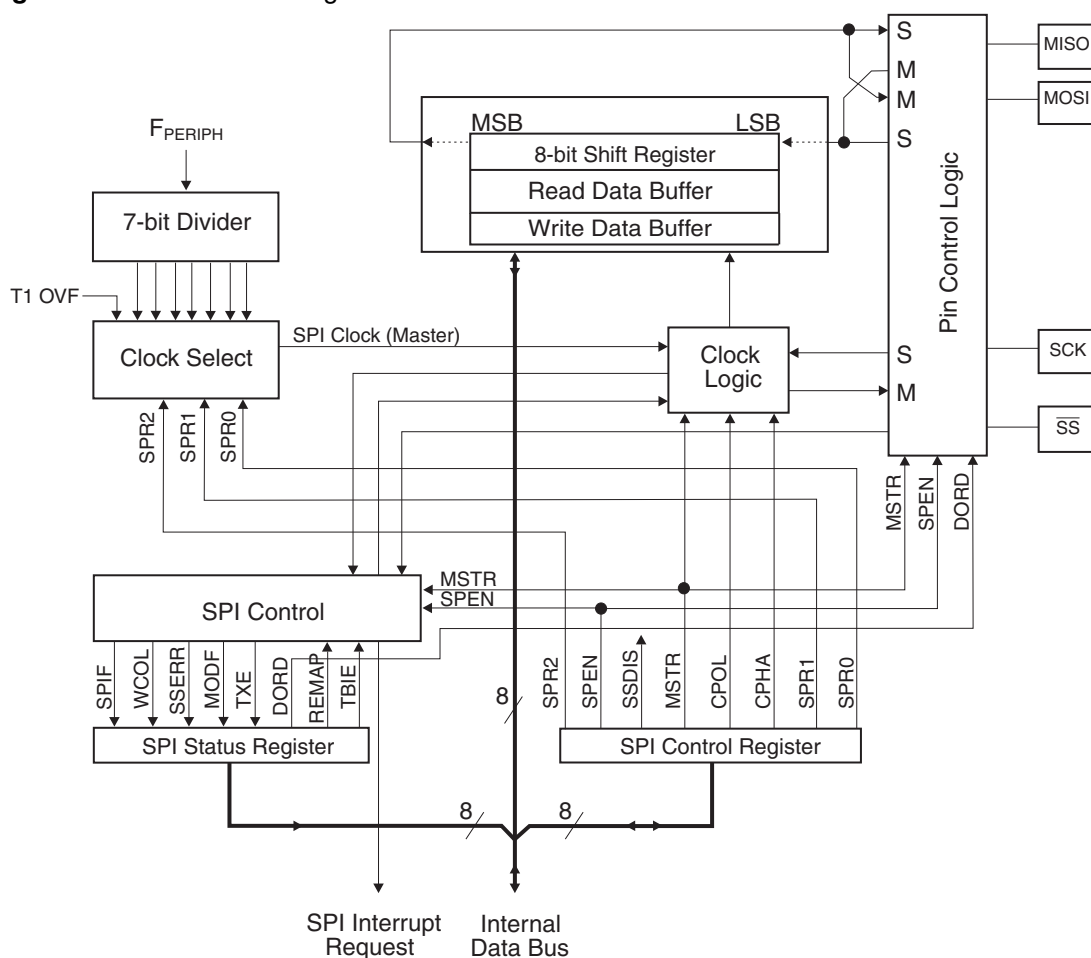 S
MISO
M
M
MOSI
MSB
LSB
S
8-bit Shift Register
Read Data Buffer
Write Data Buffer
Pin Control Logic
FPERIPH
7-bit Divider
T1 OVF
Clock Select
SPI Clock (Master)
Clock
Logic
S
M
SCK
SS
SPR2
SPR1
SPR0
MSTR
SPEN
DORD
SPI Control
MSTR
SPEN
SPIF
WCOL
SSERR
MODF
TXE
DORD
REMAP
TBIE
8
SPR2
SPEN
SSDIS
MSTR
CPOL
CPHA
SPR1
SPR0
SPI Status Register
SPI Control Register
8
8
SPI Interrupt
Request
Internal
Data Bus